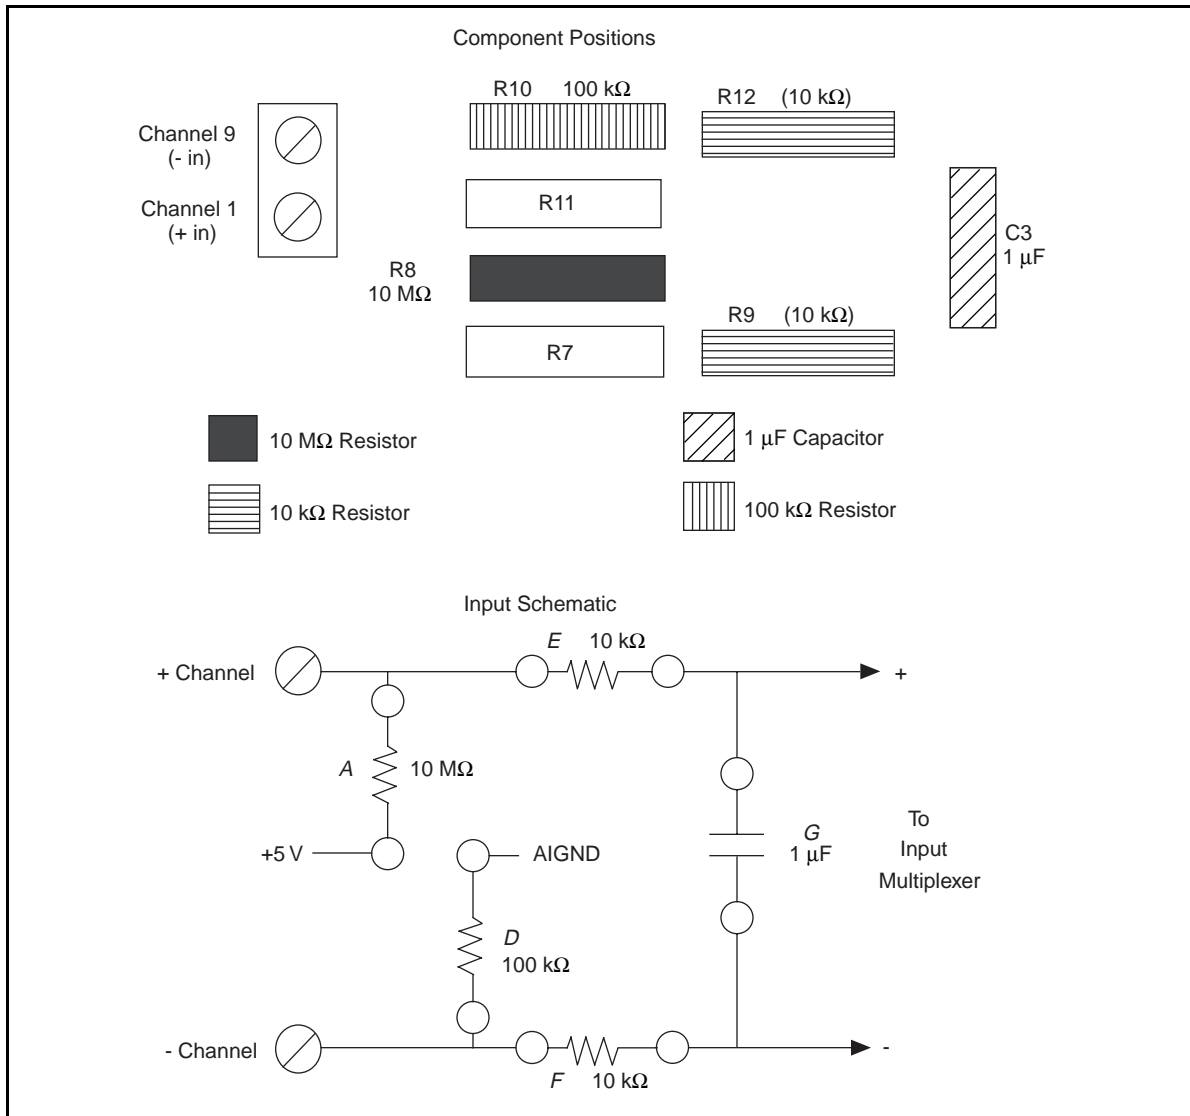 Component Positions
R10 100 kΩ
R12 (10 kΩ)
Channel 9
(- in)
Channel 1
(+ in)
R11
C3
1 μF
R8
10 MΩ
R9 (10 kΩ)
R7
10 MΩ Resistor
1 μF Capacitor
10 kΩ Resistor
100 kΩ Resistor
Input Schematic
E 10 kΩ
+ Channel
+
A 10 MΩ
+5 V
AIGND
G
1 μF
To
Input
Multiplexer
D
100 kΩ
- Channel
-
F 10 kΩ